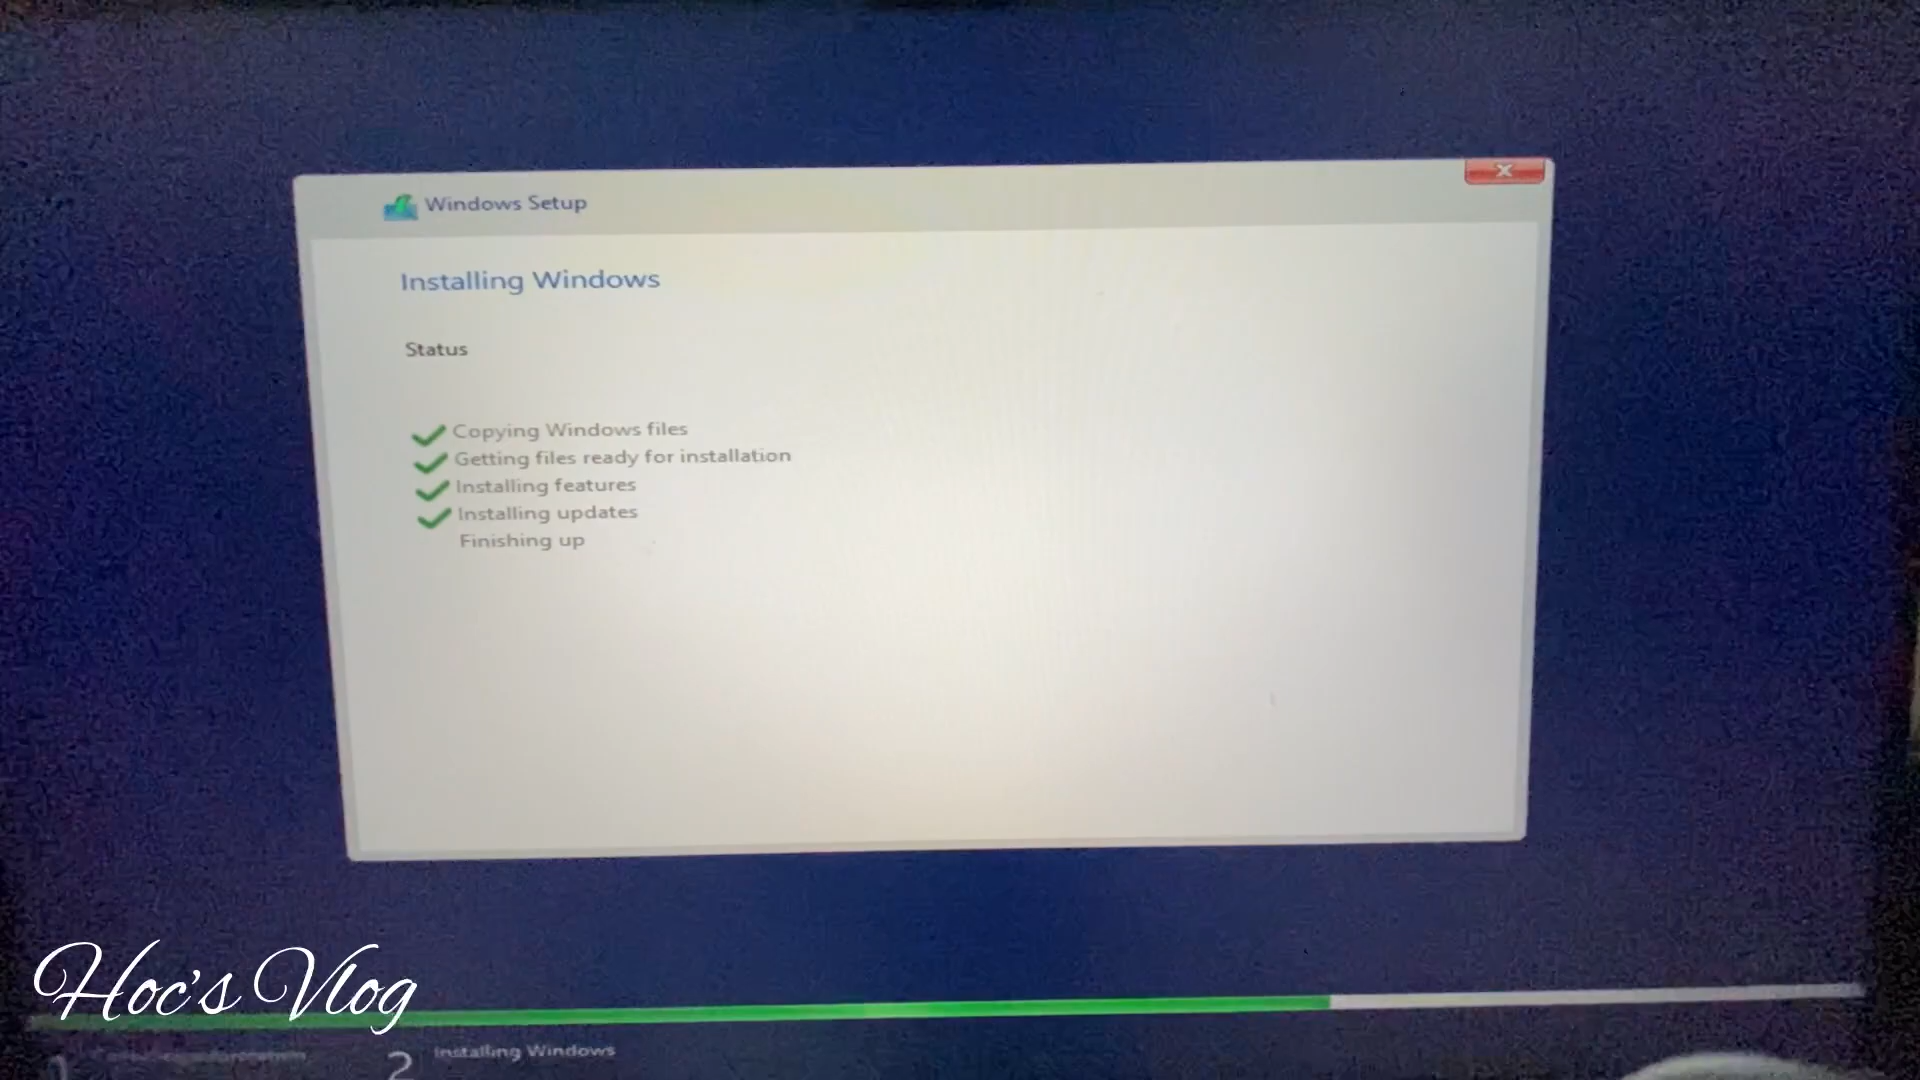 Windows Setup
Installing Windows
Status
Copying Windows files
Getting files ready for installation
Installing features
Installing updates
Finishing up
Hoc's Vlog
1
2 Installing Windows